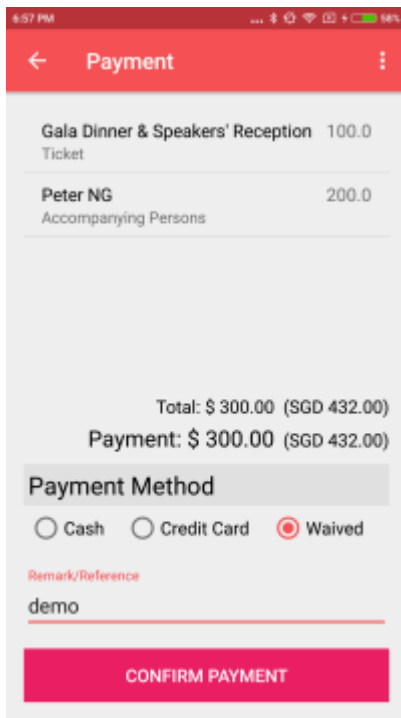 6:57 PM ... 58%
Payment
Gala Dinner & Speakers' Reception 100.0
Ticket
Peter NG 200.0
Accompanying Persons
Total: $ 300.00 (SGD 432.00)
Payment: $ 300.00 (SGD 432.00)
Payment Method
Cash Credit Card Waived
Remark/Reference
demo
CONFIRM PAYMENT